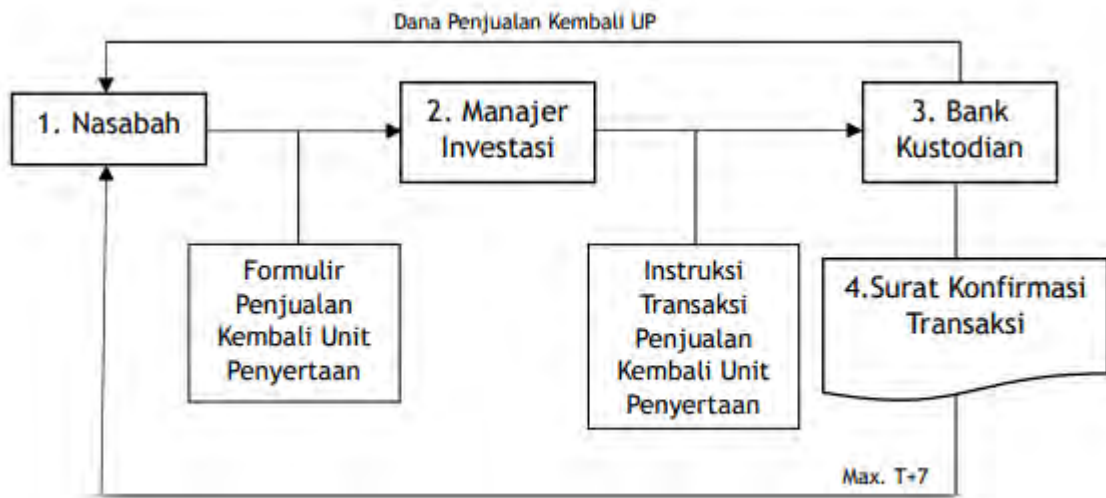 Dana Penjualan Kembali UP
1. Nasabah
2. Manajer
Investasi
3. Bank
Kustodian
Formulir
Penjualan
Kembali Unit
Penyertaan
Instruksi
Transaksi
Penjualan
Kembali Unit
Penyertaan
4.Surat Konfirmasi
Transaksi
Max. T+7